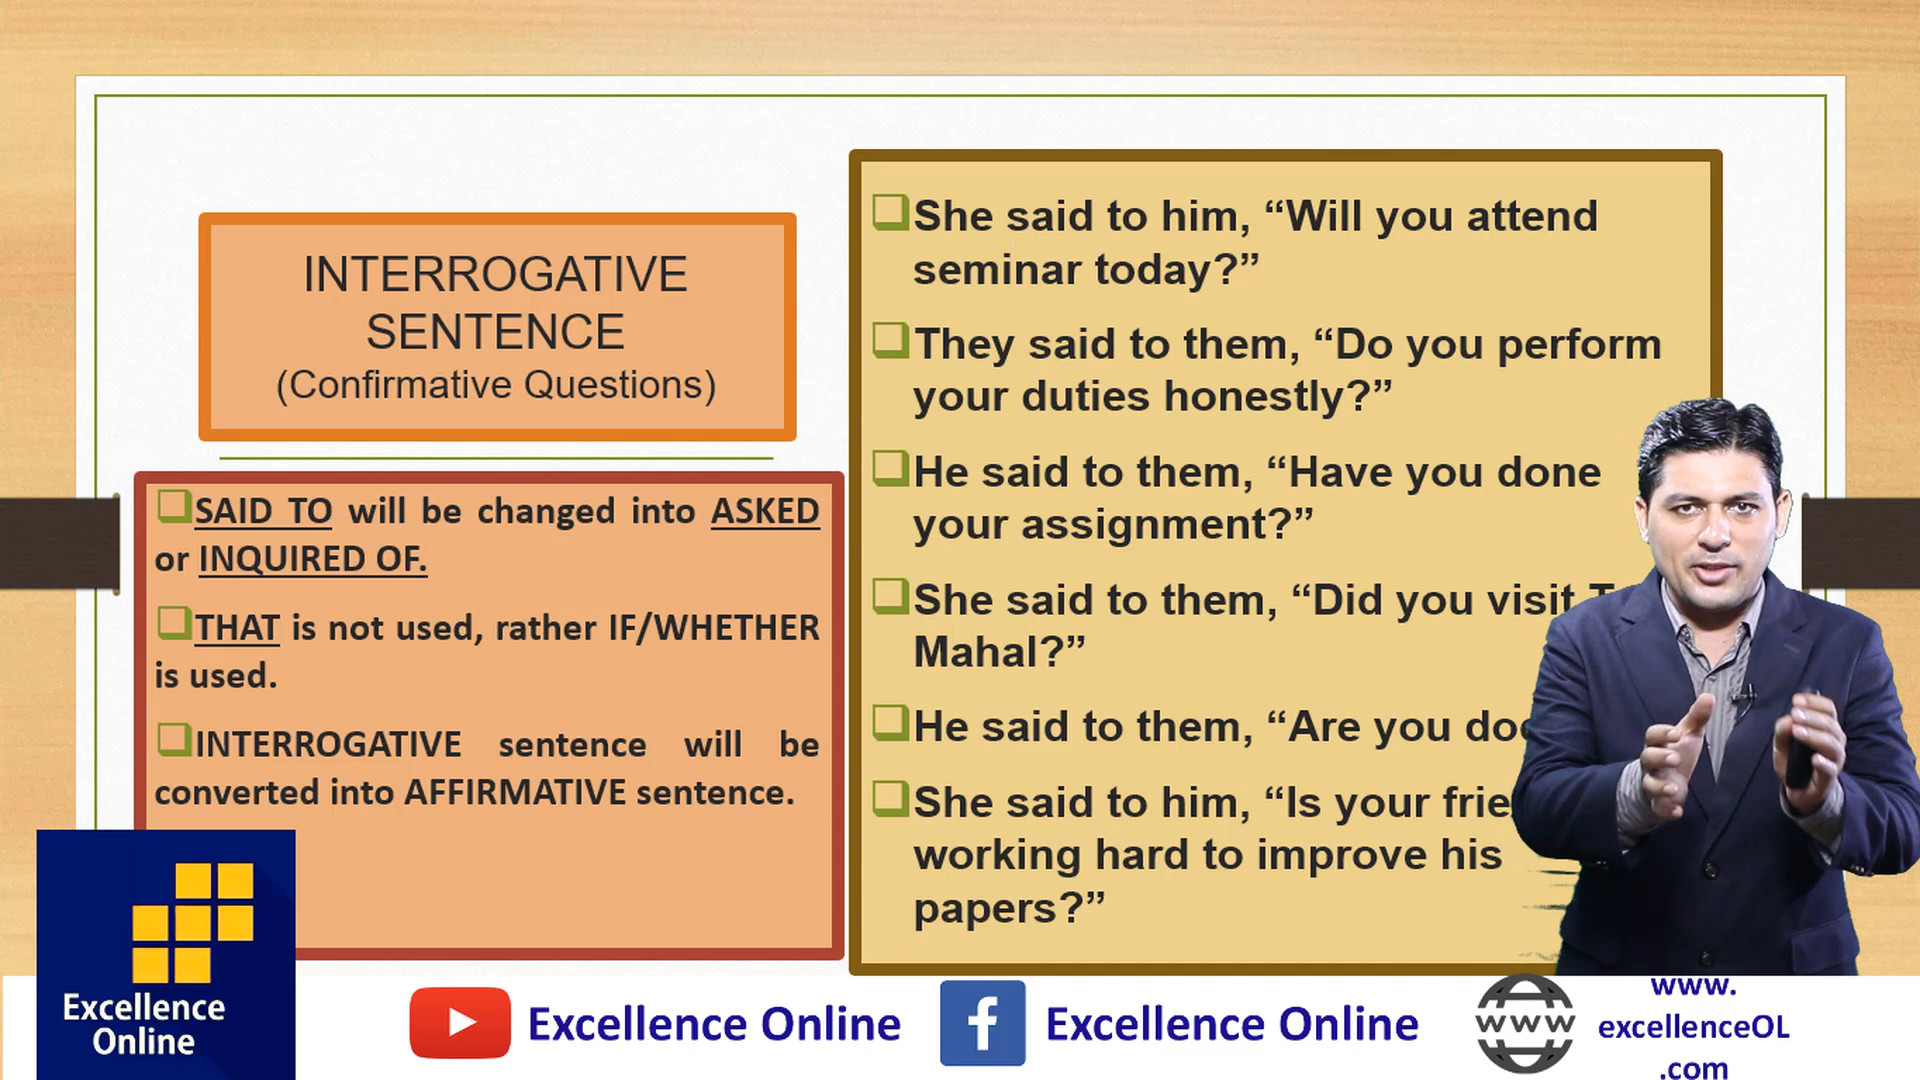 INTERROGATIVE
SENTENCE
(Confirmative Questions)
SAID TO will be changed into ASKED
or INQUIRED OF.
THAT is not used, rather IF/WHETHER
is used.
INTERROGATIVE sentence will be
converted into AFFIRMATIVE sentence.
She said to him, “Will you attend
seminar today?”
They said to them, “Do you perform
your duties honestly?”
He said to them, “Have you done
your assignment?”
She said to them, “Did you visit
Mahal?”
He said to them, “Are you
She said to him, “Is your
working hard to improve his
papers?”
Excellence
Online
Excellence Online
Excellence Online
WWW
www.
excellenceOL
.com